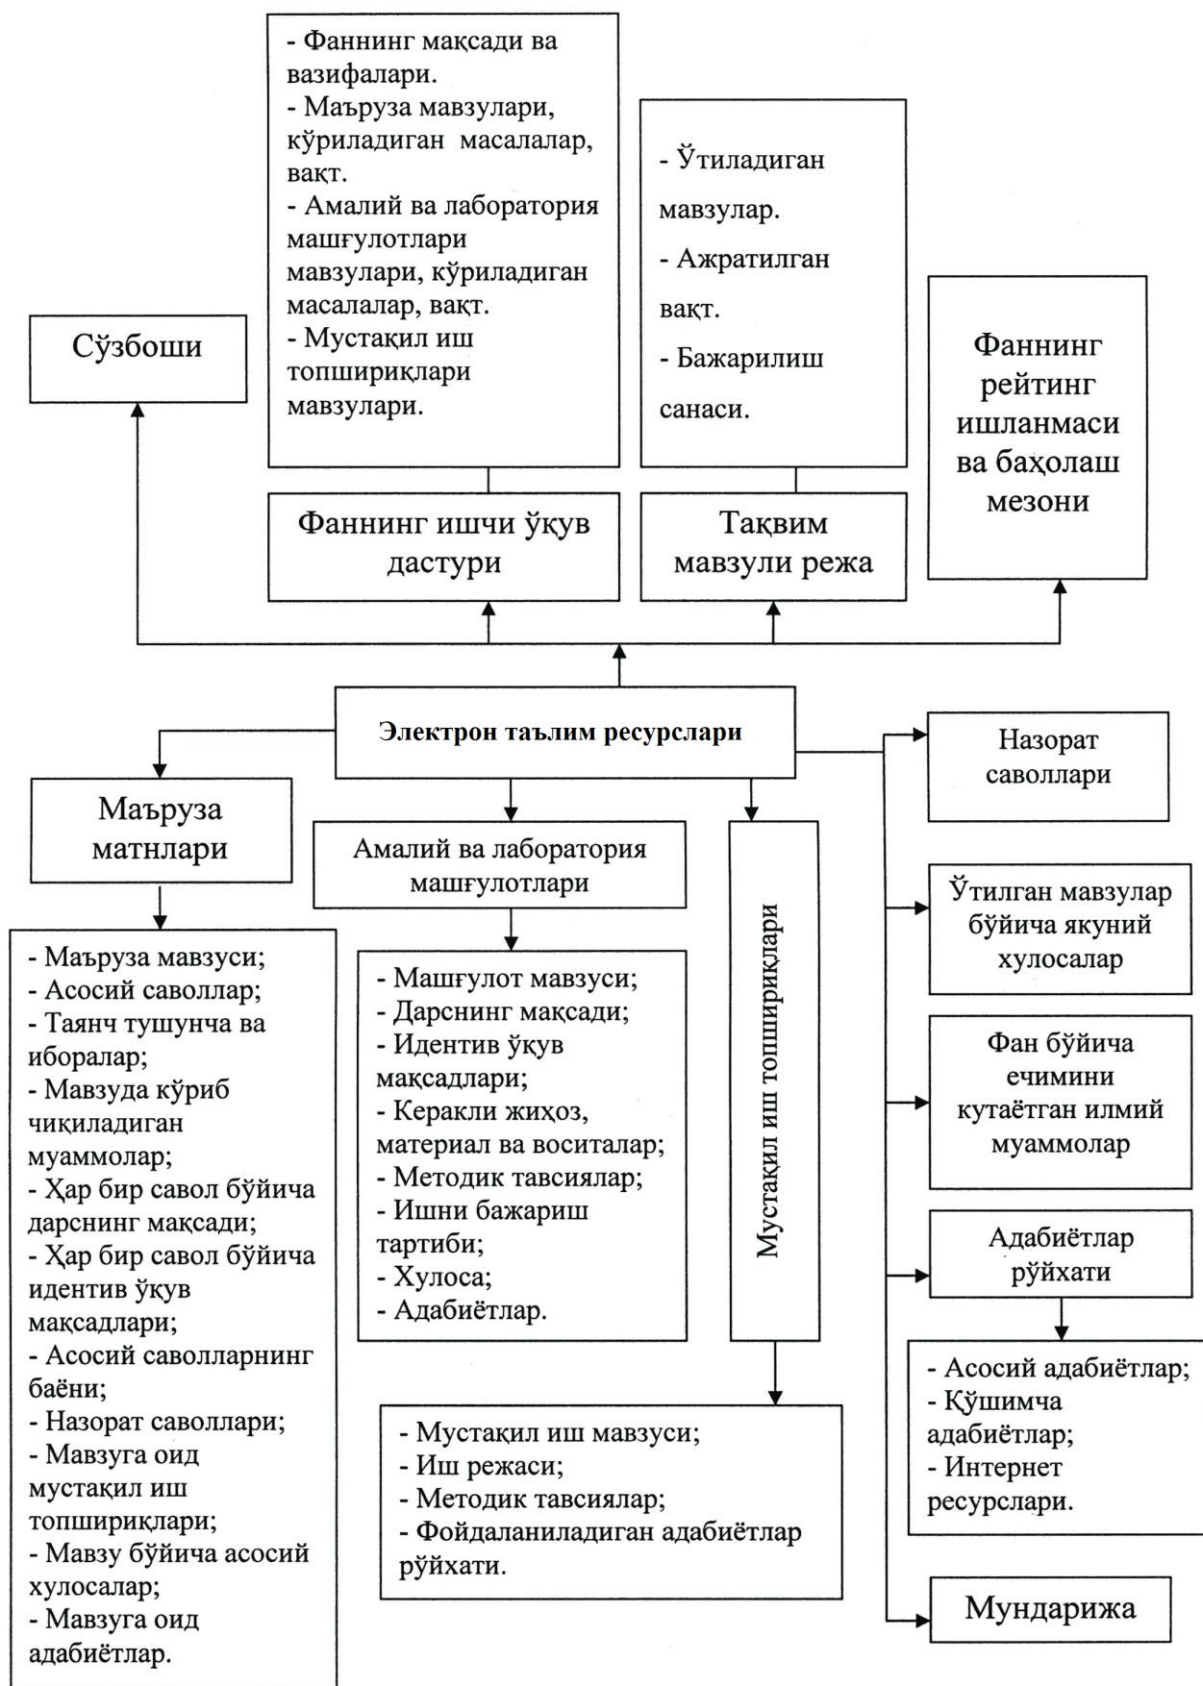 - Фаннинг мақсади ва
вазифалари.
- Маъруза мавзулари,
кўриладиган масалалар,
вақт.
- Амалий ва лаборатория
машғулотлари
мавзулари, кўриладиган
масалалар, вақт.
- Мустақил иш
топшириқлари
мавзулари.
- Ўтиладиган
мавзулар.
- Ажратилган
вақт.
- Бажарилиш
санаси.
Сўзбоши
Фаннинг
рейтинг
ишланмаси
ва баҳолаш
мезони
Фаннинг ишчи ўқув
дастури
Тақвим
мавзули режа
Электрон таълим ресурслари
Маъруза
матнлари
- Маъруза мавзуси;
- Асосий саволлар;
- Таянч тушунча ва
иборалар;
- Мавзуда кўриб
чиқиладиган
муаммолар;
- Ҳар бир савол бўйича
дарснинг мақсади;
- Ҳар бир савол бўйича
идентив ўқув
мақсадлари;
- Асосий саволларнинг
баёни;
- Назорат саволлари;
- Мавзуга оид
мустақил иш
топшириқлари;
- Мавзу бўйича асосий
хулосалар;
- Мавзуга оид
адабиётлар.
Амалий ва лаборатория
машғулотлари
- Машғулот мавзуси;
- Дарснинг мақсади;
- Идентив ўқув
мақсадлари;
- Керакли жиҳоз,
материал ва воситалар;
- Методик тавсиялар;
- Ишни бажариш
тартиби;
- Хулоса;
- Адабиётлар.
Мустақил иш топшириқлари
- Мустақил иш мавзуси;
- Иш режаси;
- Методик тавсиялар;
- Фойдаланиладиган адабиётлар
рўйхати.
Назорат
саволлари
Ўтилган мавзулар
бўйича якуний
хулосалар
Фан бўйича
ечимини
кутаётган илмий
муаммолар
Адабиётлар
рўйхати
- Асосий адабиётлар;
- Қўшимча
адабиётлар;
- Интернет
ресурслари.
Мундарижа